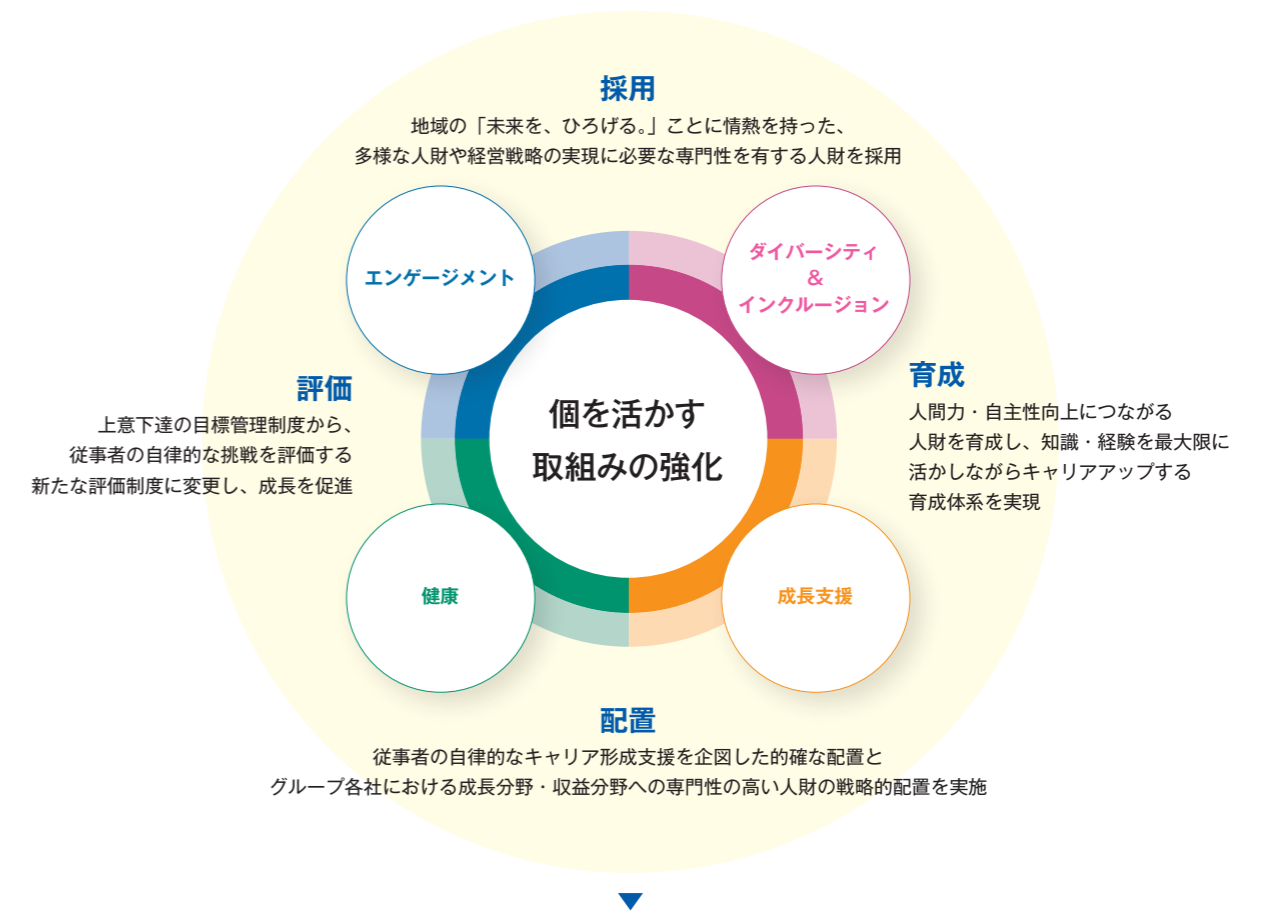 採用
地域の「未来を、ひろげる。」ことに情熱を持った、
多様な人財や経営戦略の実現に必要な専門性を有する人財を採用
エンゲージメント
ダイバーシティ
＆
インクルージョン
評価
上意下達の目標管理制度から、
従事者の自律的な挑戦を評価する
新たな評価制度に変更し、成長を促進
個を活かす
取組みの強化
育成
人間力・自主性向上につながる
人財を育成し、知識・経験を最大限に
活かしながらキャリアアップする
育成体系を実現
健康
成長支援
配置
従事者の自律的なキャリア形成支援を企図した的確な配置と
グループ各社における成長分野・収益分野への専門性の高い人財の戦略的配置を実施